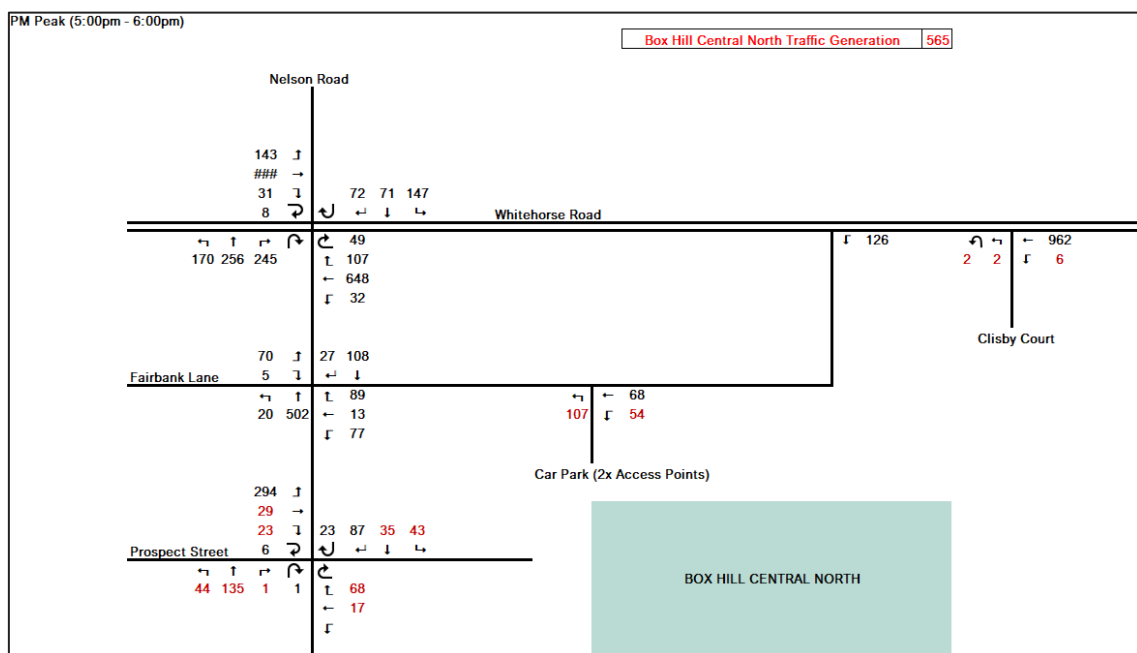 PM Peak (5:00pm - 6:00pm)
Box Hill Central North Traffic Generation 565
Nelson Road
143
###
31 72 71 147
8 Whitehorse Road
49 126 962
170 256 245 107 2 2 6
648
32
Clisby Court
70 27 108
Fairbank Lane 5
89 68
20 502 13 107 54
77
Car Park (2x Access Points)
294
29
23 23 87 35 43
Prospect Street 6
BOX HILL CENTRAL NORTH
44 135 1 1 68
17